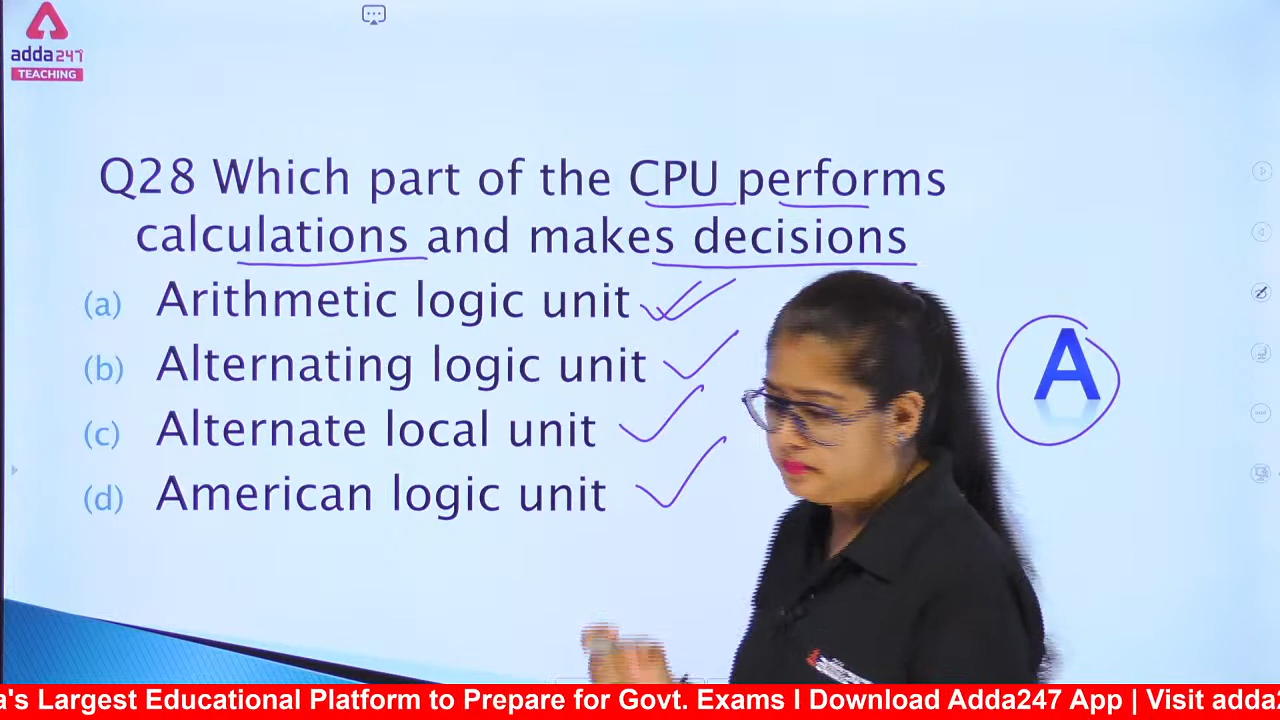 adda247
TEACHING
Q28 Which part of the CPU performs
calculations and makes decisions
(a) Arithmetic logic unit
(b) Alternating logic unit
(c) Alternate local unit
(d) American logic unit
A
a's Largest Educational Platform to Prepare for Govt. Exams I Download Adda247 App | Visit adda2